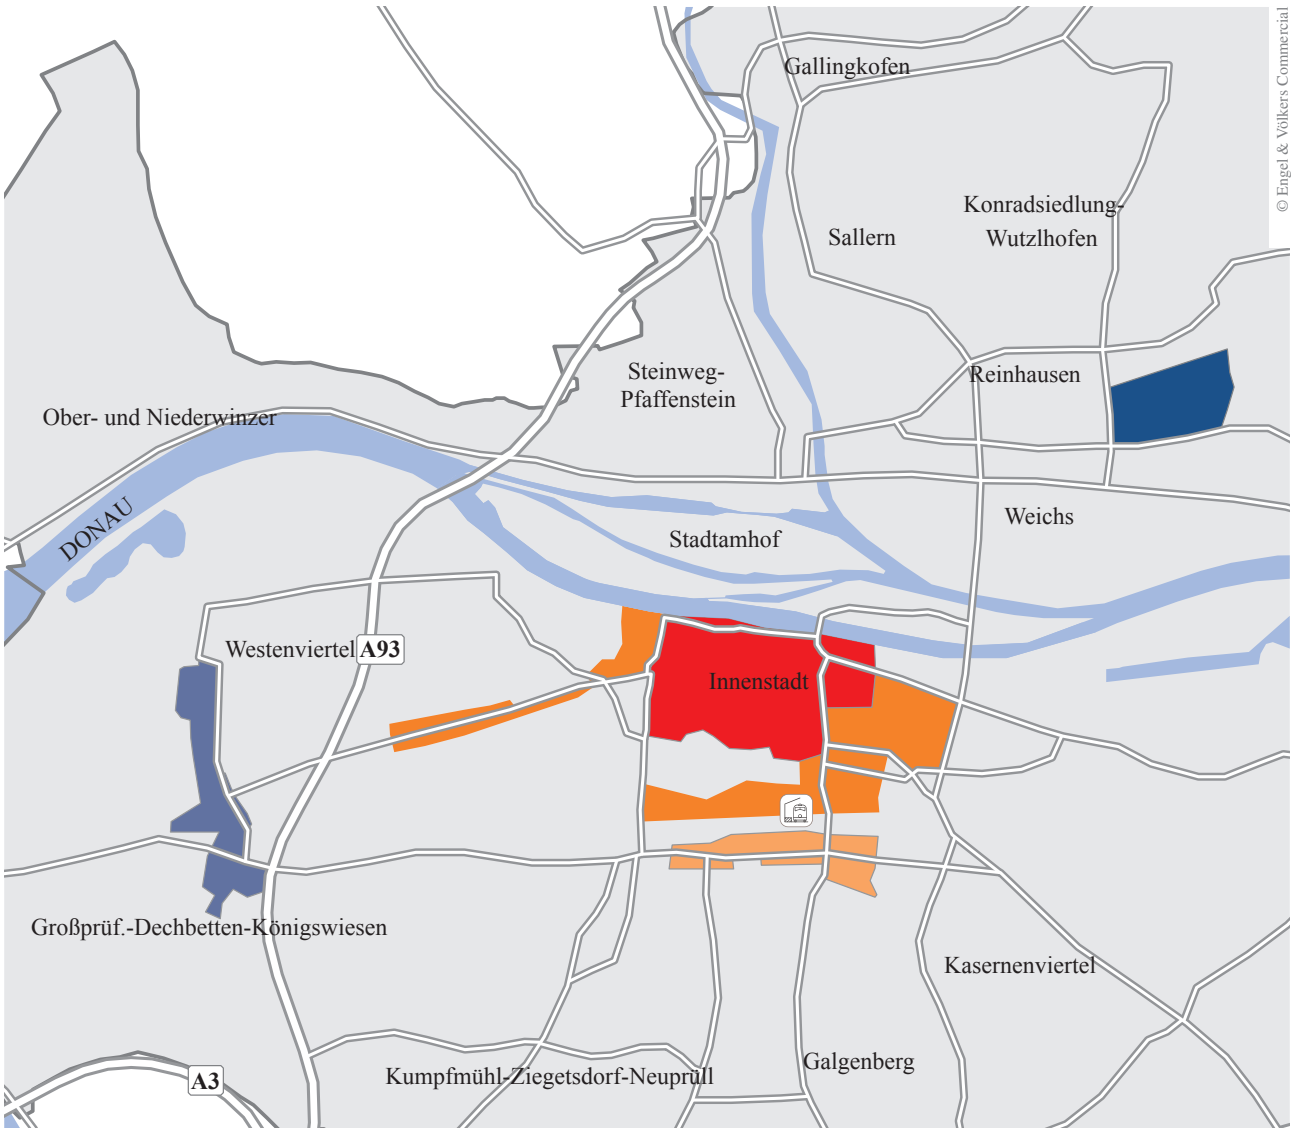 © Engel & Völkers Commercial
Gallingkofen
Konradsiedlung-
Wutzlhofen
Sallern
Steinweg-
Pfaffenstein
Reinhausen
Ober- und Niederwinzer
DONAU
Weichs
Stadtamhof
Westenviertel
A93
Innenstadt
Großprüf.-Dechbetten-Königswiesen
Kasernenviertel
Galgenberg
Kumpfmühl-Ziegetsdorf-Neuprüll
A3